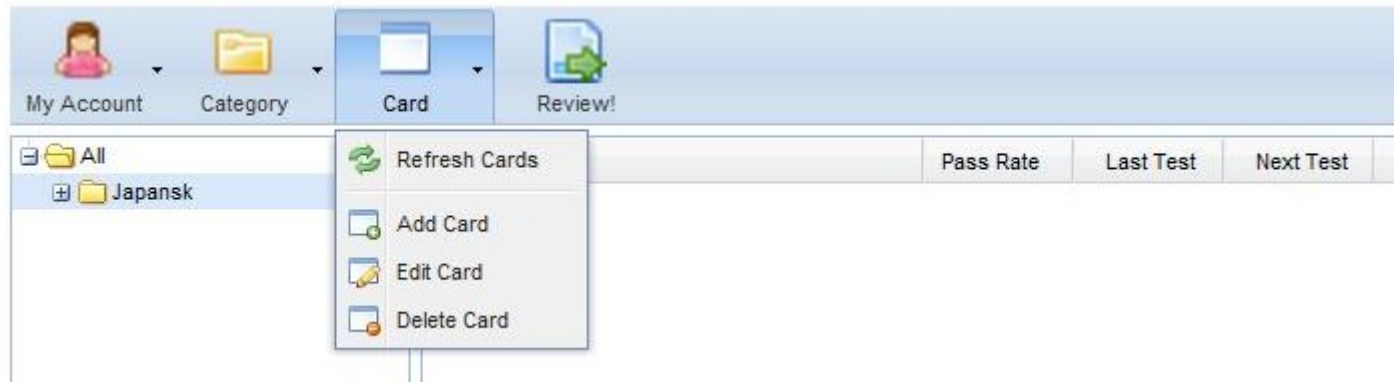 My Account Category Card Review!
All
Japansk
Refresh Cards
Add Card
Edit Card
Delete Card
Pass Rate Last Test Next Test